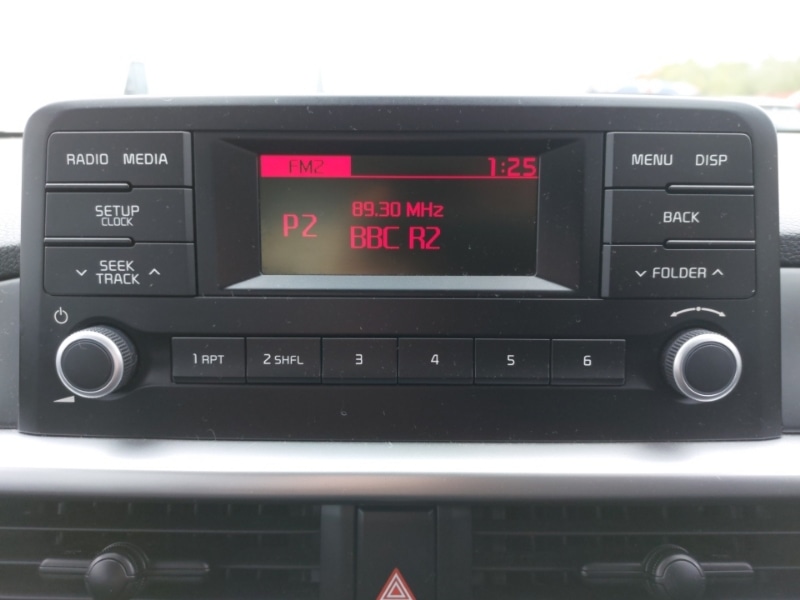 RADIO MEDIA
SETUP
CLOCK
SEEK
TRACK
FM2 1:25
89.30 MHz
P2
BBC R2
MENU DISP
BACK
FOLDER
1 RPT 2 SHFL 3 4 5 6